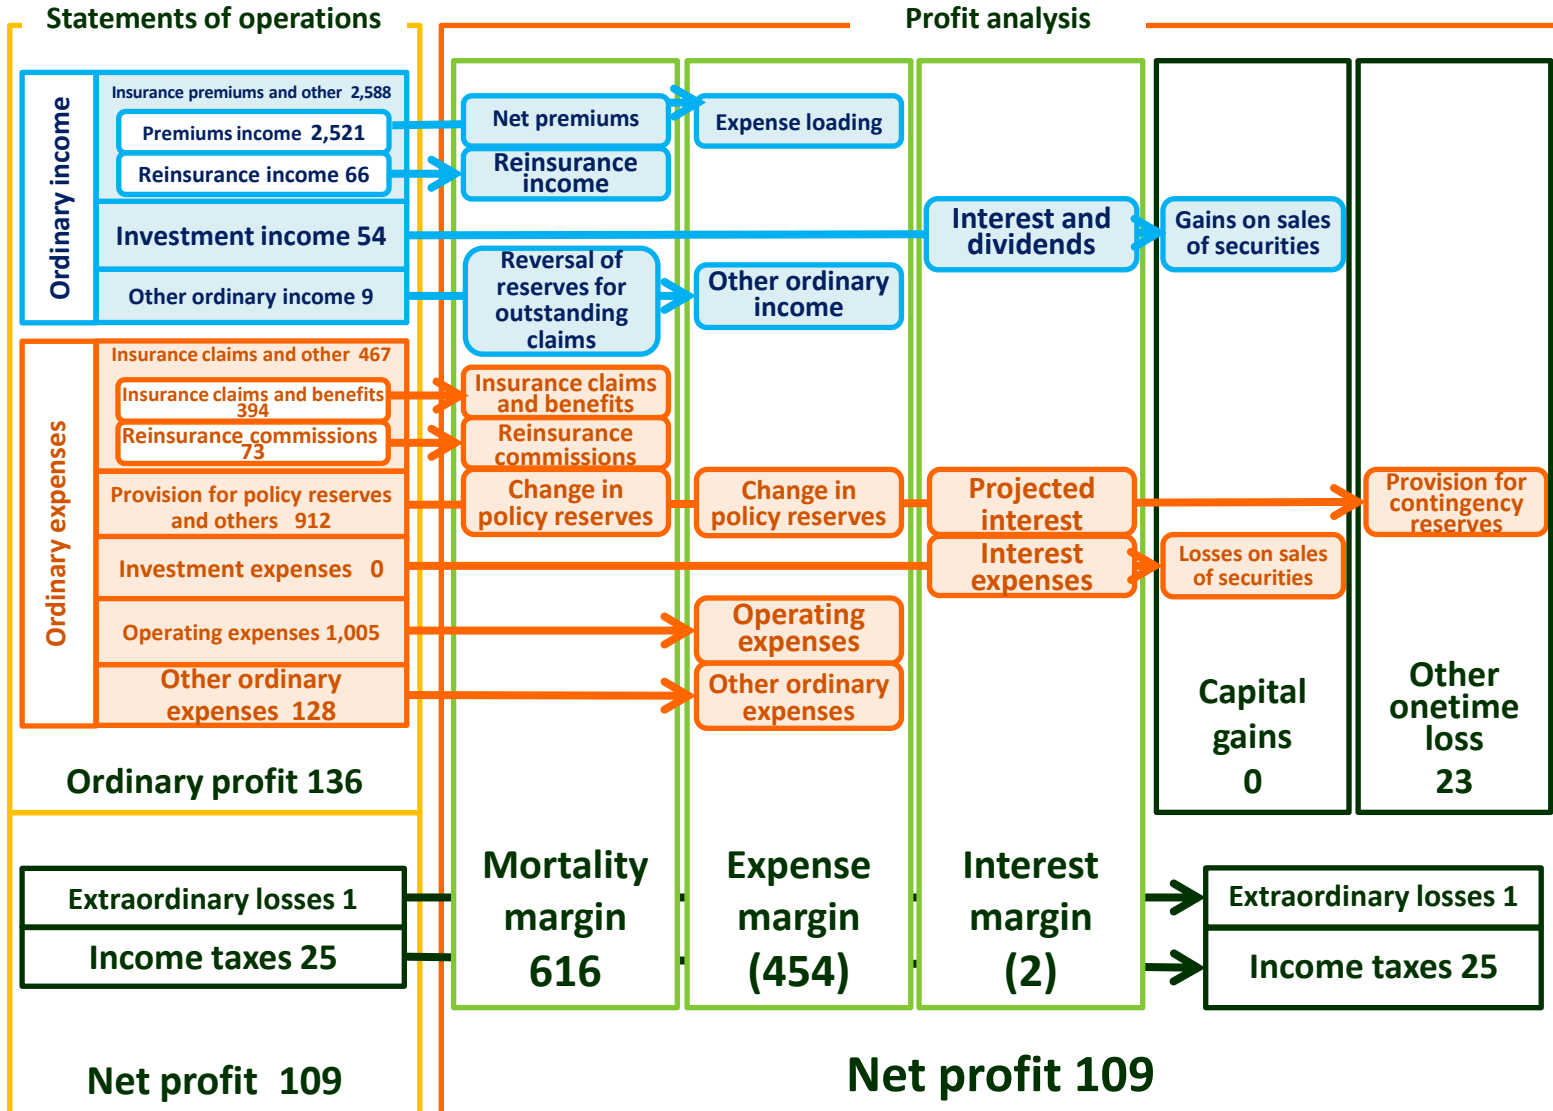 Statements of operations
Profit analysis
Ordinary income
Insurance premiums and other 2,588
Premiums income 2,521
Reinsurance income 66
Investment income 54
Other ordinary income 9
Net premiums
Expense loading
Reinsurance
income
Interest and
dividends
Gains on sales
of securities
Reversal of
reserves for
outstanding
claims
Other ordinary
income
Ordinary expenses
Insurance claims and other 467
Insurance claims and benefits
394
Reinsurance commissions
73
Provision for policy reserves
and others 912
Investment expenses 0
Operating expenses 1,005
Other ordinary
expenses 128
Insurance claims
and benefits
Reinsurance
commissions
Change in
policy reserves
Change in
policy reserves
Projected
interest
Provision for
contingency
reserves
Interest
expenses
Losses on sales
of securities
Operating
expenses
Other ordinary
expenses
Ordinary profit 136
Capital
gains
0
Other
onetime
loss
23
Extraordinary losses 1
Income taxes 25
Mortality
margin
616
Expense
margin
(454)
Interest
margin
(2)
Extraordinary losses 1
Income taxes 25
Net profit 109
Net profit 109